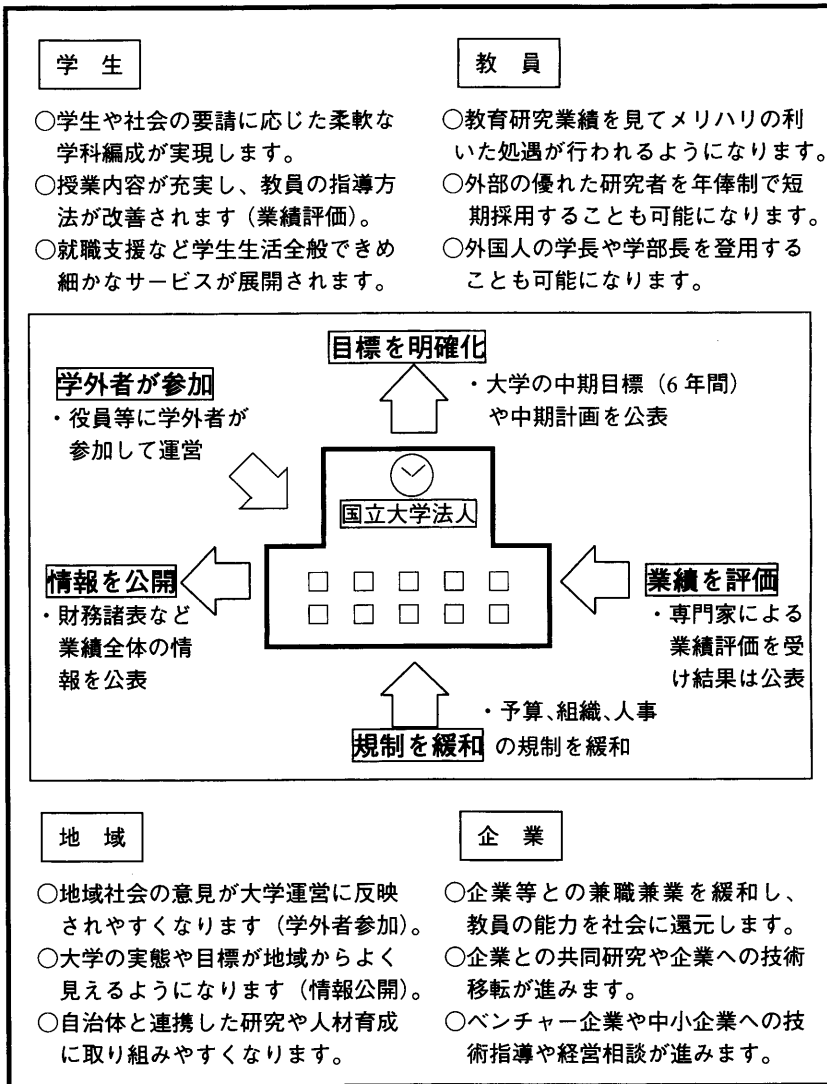 学 生
○学生や社会の要請に応じた柔軟な
学科編成が実現します。
○授業内容が充実し、教員の指導方
法が改善されます(業績評価)。
○就職支援など学生生活全般できめ
細かなサービスが展開されます。
教 員
○教育研究業績を見てメリハリの利
いた処遇が行われるようになります。
○外部の優れた研究者を年俸制で短
期採用することも可能になります。
○外国人の学長や学部長を登用する
ことも可能になります。
目標を明確化
・大学の中期目標(6年間)
や中期計画を公表
学外者が参加
・役員等に学外者が
参加して運営
国立大学法人
情報を公開
・財務諸表など
業績全体の情
報を公表
業績を評価
・専門家による
業績評価を受
け結果は公表
規制を緩和
・予算、組織、人事
の規制を緩和
地 域
○地域社会の意見が大学運営に反映
されやすくなります(学外者参加)。
○大学の実態や目標が地域からよく
見えるようになります(情報公開)。
○自治体と連携した研究や人材育成
に取り組みやすくなります。
企 業
○企業等との兼職兼業を緩和し、
教員の能力を社会に還元します。
○企業との共同研究や企業への技術
移転が進みます。
○ベンチャー企業や中小企業への技
術指導や経営相談が進みます。